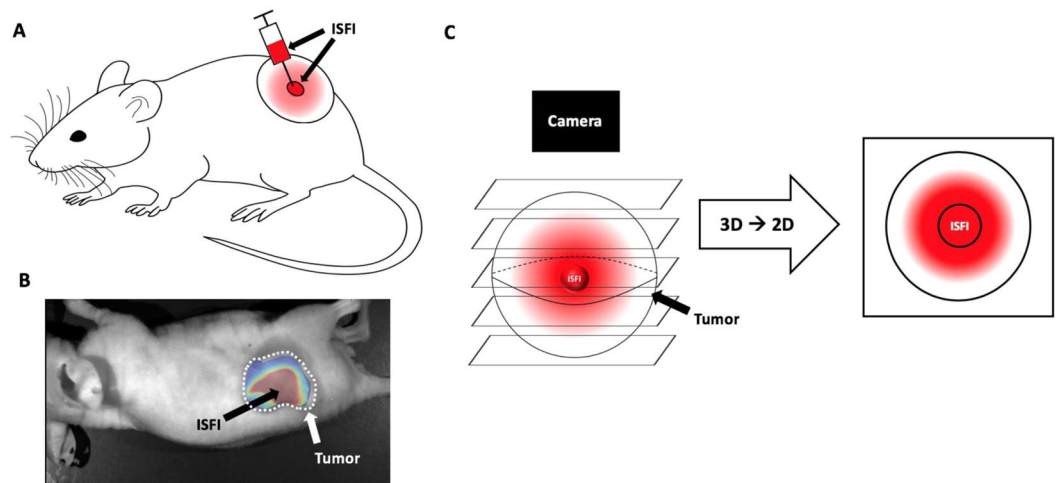 A
ISFI
B
ISFI
Tumor
C
Camera
ISFI
Tumor
3D → 2D
ISFI